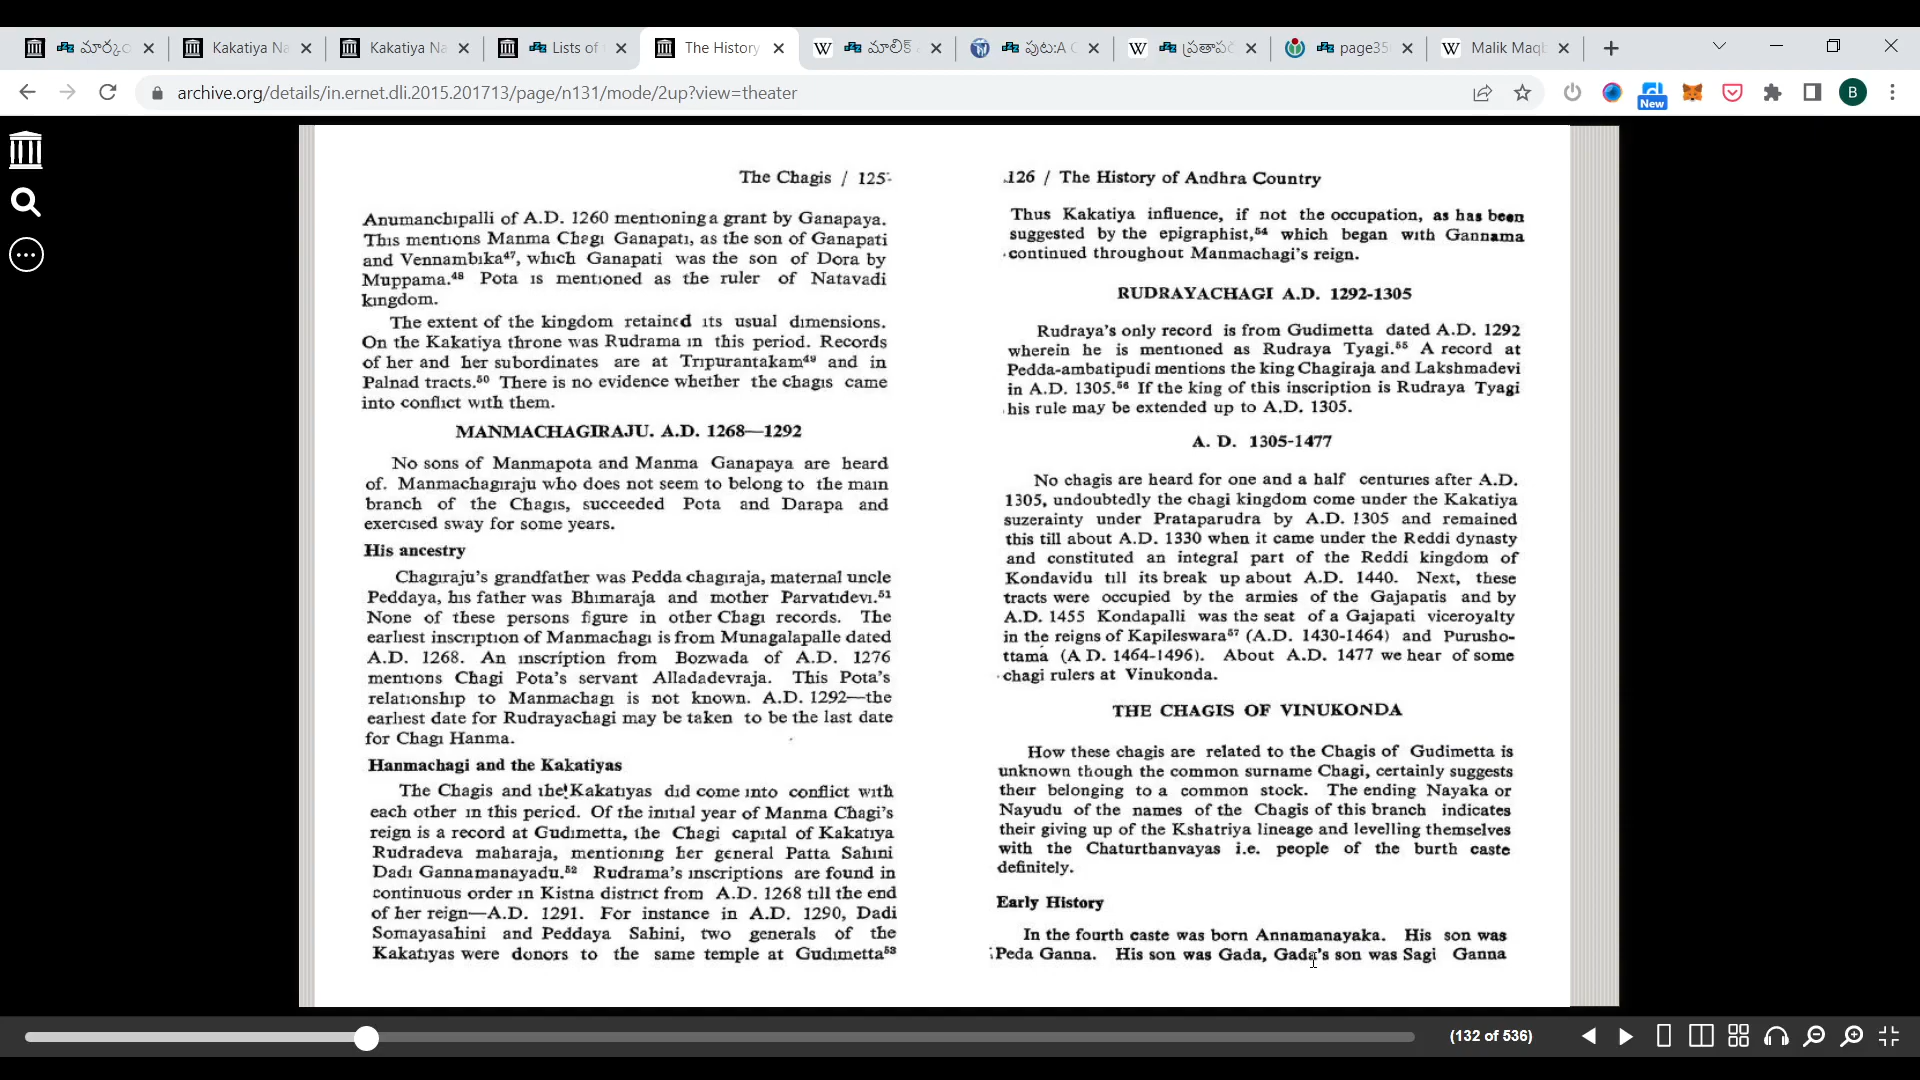 మార్కం
Kakatiya Na
Kakatiya Na
Lists of
The History
మాలిక్
పుట:A
ప్రతాప
page35
Malik Maqb
archive.org/details/in.ernet.dli.2015.201713/page/n131/mode/2up?view=theater
New
B
The Chagis / 125
Anumanchipalli of A.D. 1260 mentioning a grant by Ganapaya.
This mentions Manma Chegi Ganapati, as the son of Ganapati
and Vennambika⁴⁷, which Ganapati was the son of Dora by
Muppama.⁴⁸ Pota is mentioned as the ruler of Natavadi
kingdom.
The extent of the kingdom retained its usual dimensions.
On the Kakatiya throne was Rudrama in this period. Records
of her and her subordinates are at Tripurantakam⁴⁹ and in
Palnad tracts.⁵⁰ There is no evidence whether the chagis came
into conflict with them.
MANMACHAGIRAJU. A.D. 1268—1292
No sons of Manmapota and Manma Ganapaya are heard
of. Manmachagiraju who does not seem to belong to the main
branch of the Chagis, succeeded Pota and Darapa and
exercised sway for some years.
His ancestry
Chagiraju's grandfather was Pedda chagiraja, maternal uncle
Peddaya, his father was Bhimaraja and mother Parvatidevi.⁵¹
None of these persons figure in other Chagi records. The
earliest inscription of Manmachagi is from Munagalapalle dated
A.D. 1268. An inscription from Bozwada of A.D. 1276
mentions Chagi Pota's servant Alladadevraja. This Pota's
relationship to Manmachagi is not known. A.D. 1292—the
earliest date for Rudrayachagi may be taken to be the last date
for Chagi Hanma.
Hanmachagi and the Kakatiyas
The Chagis and the Kakatiyas did come into conflict with
each other in this period. Of the initial year of Manma Chagi's
reign is a record at Gudimetta, the Chagi capital of Kakatiya
Rudradeva maharaja, mentioning her general Patta Sahini
Dadi Gannamanayadu.⁵² Rudrama's inscriptions are found in
continuous order in Kistna district from A.D. 1268 till the end
of her reign—A.D. 1291. For instance in A.D. 1290, Dadi
Somayasahini and Peddaya Sahini, two generals of the
Kakatiyas were donors to the same temple at Gudimetta⁵³
126 / The History of Andhra Country
Thus Kakatiya influence, if not the occupation, as has been
suggested by the epigraphist,⁵⁴ which began with Gannama
continued throughout Manmachagi's reign.
RUDRAYACHAGI A.D. 1292-1305
Rudraya's only record is from Gudimetta dated A.D. 1292
wherein he is mentioned as Rudraya Tyagi.⁵⁵ A record at
Pedda-ambatipudi mentions the king Chagiraja and Lakshmadevi
in A.D. 1305.⁵⁶ If the king of this inscription is Rudraya Tyagi
his rule may be extended up to A.D. 1305.
A. D. 1305-1477
No chagis are heard for one and a half centuries after A.D.
1305, undoubtedly the chagi kingdom come under the Kakatiya
suzerainty under Prataparudra by A.D. 1305 and remained
this till about A.D. 1330 when it came under the Reddi dynasty
and constituted an integral part of the Reddi kingdom of
Kondavidu till its break up about A.D. 1440. Next, these
tracts were occupied by the armies of the Gajapatis and by
A.D. 1455 Kondapalli was the seat of a Gajapati viceroyalty
in the reigns of Kapileswara⁵⁷ (A.D. 1430-1464) and Purusho-
ttama (A D. 1464-1496). About A.D. 1477 we hear of some
chagi rulers at Vinukonda.
THE CHAGIS OF VINUKONDA
How these chagis are related to the Chagis of Gudimetta is
unknown though the common surname Chagi, certainly suggests
their belonging to a common stock. The ending Nayaka or
Nayudu of the names of the Chagis of this branch indicates
their giving up of the Kshatriya lineage and levelling themselves
with the Chaturthanvayas i.e. people of the burth caste
definitely.
Early History
In the fourth caste was born Annamanayaka. His son was
Peda Ganna. His son was Gada, Gada's son was Sagi Ganna
(132 of 536)